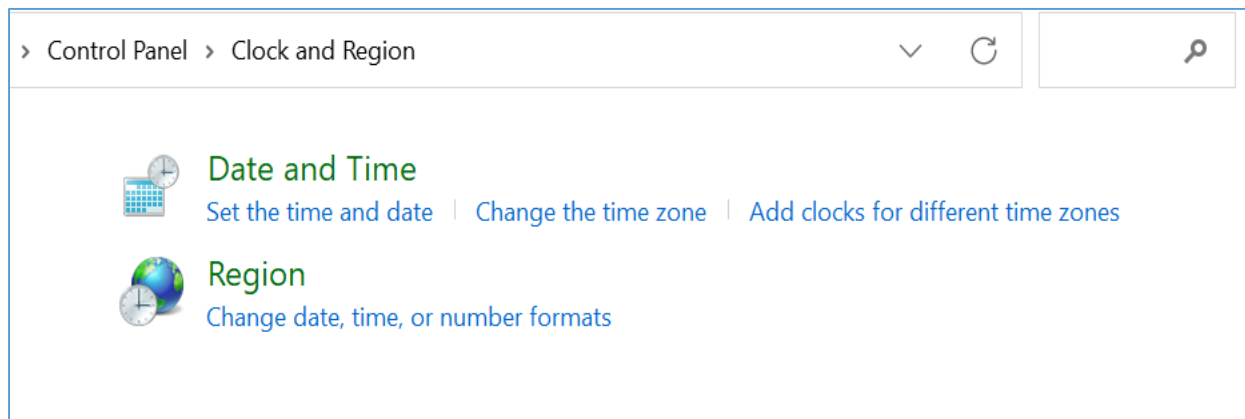 Control Panel > Clock and Region
Date and Time
Set the time and date | Change the time zone | Add clocks for different time zones
Region
Change date, time, or number formats